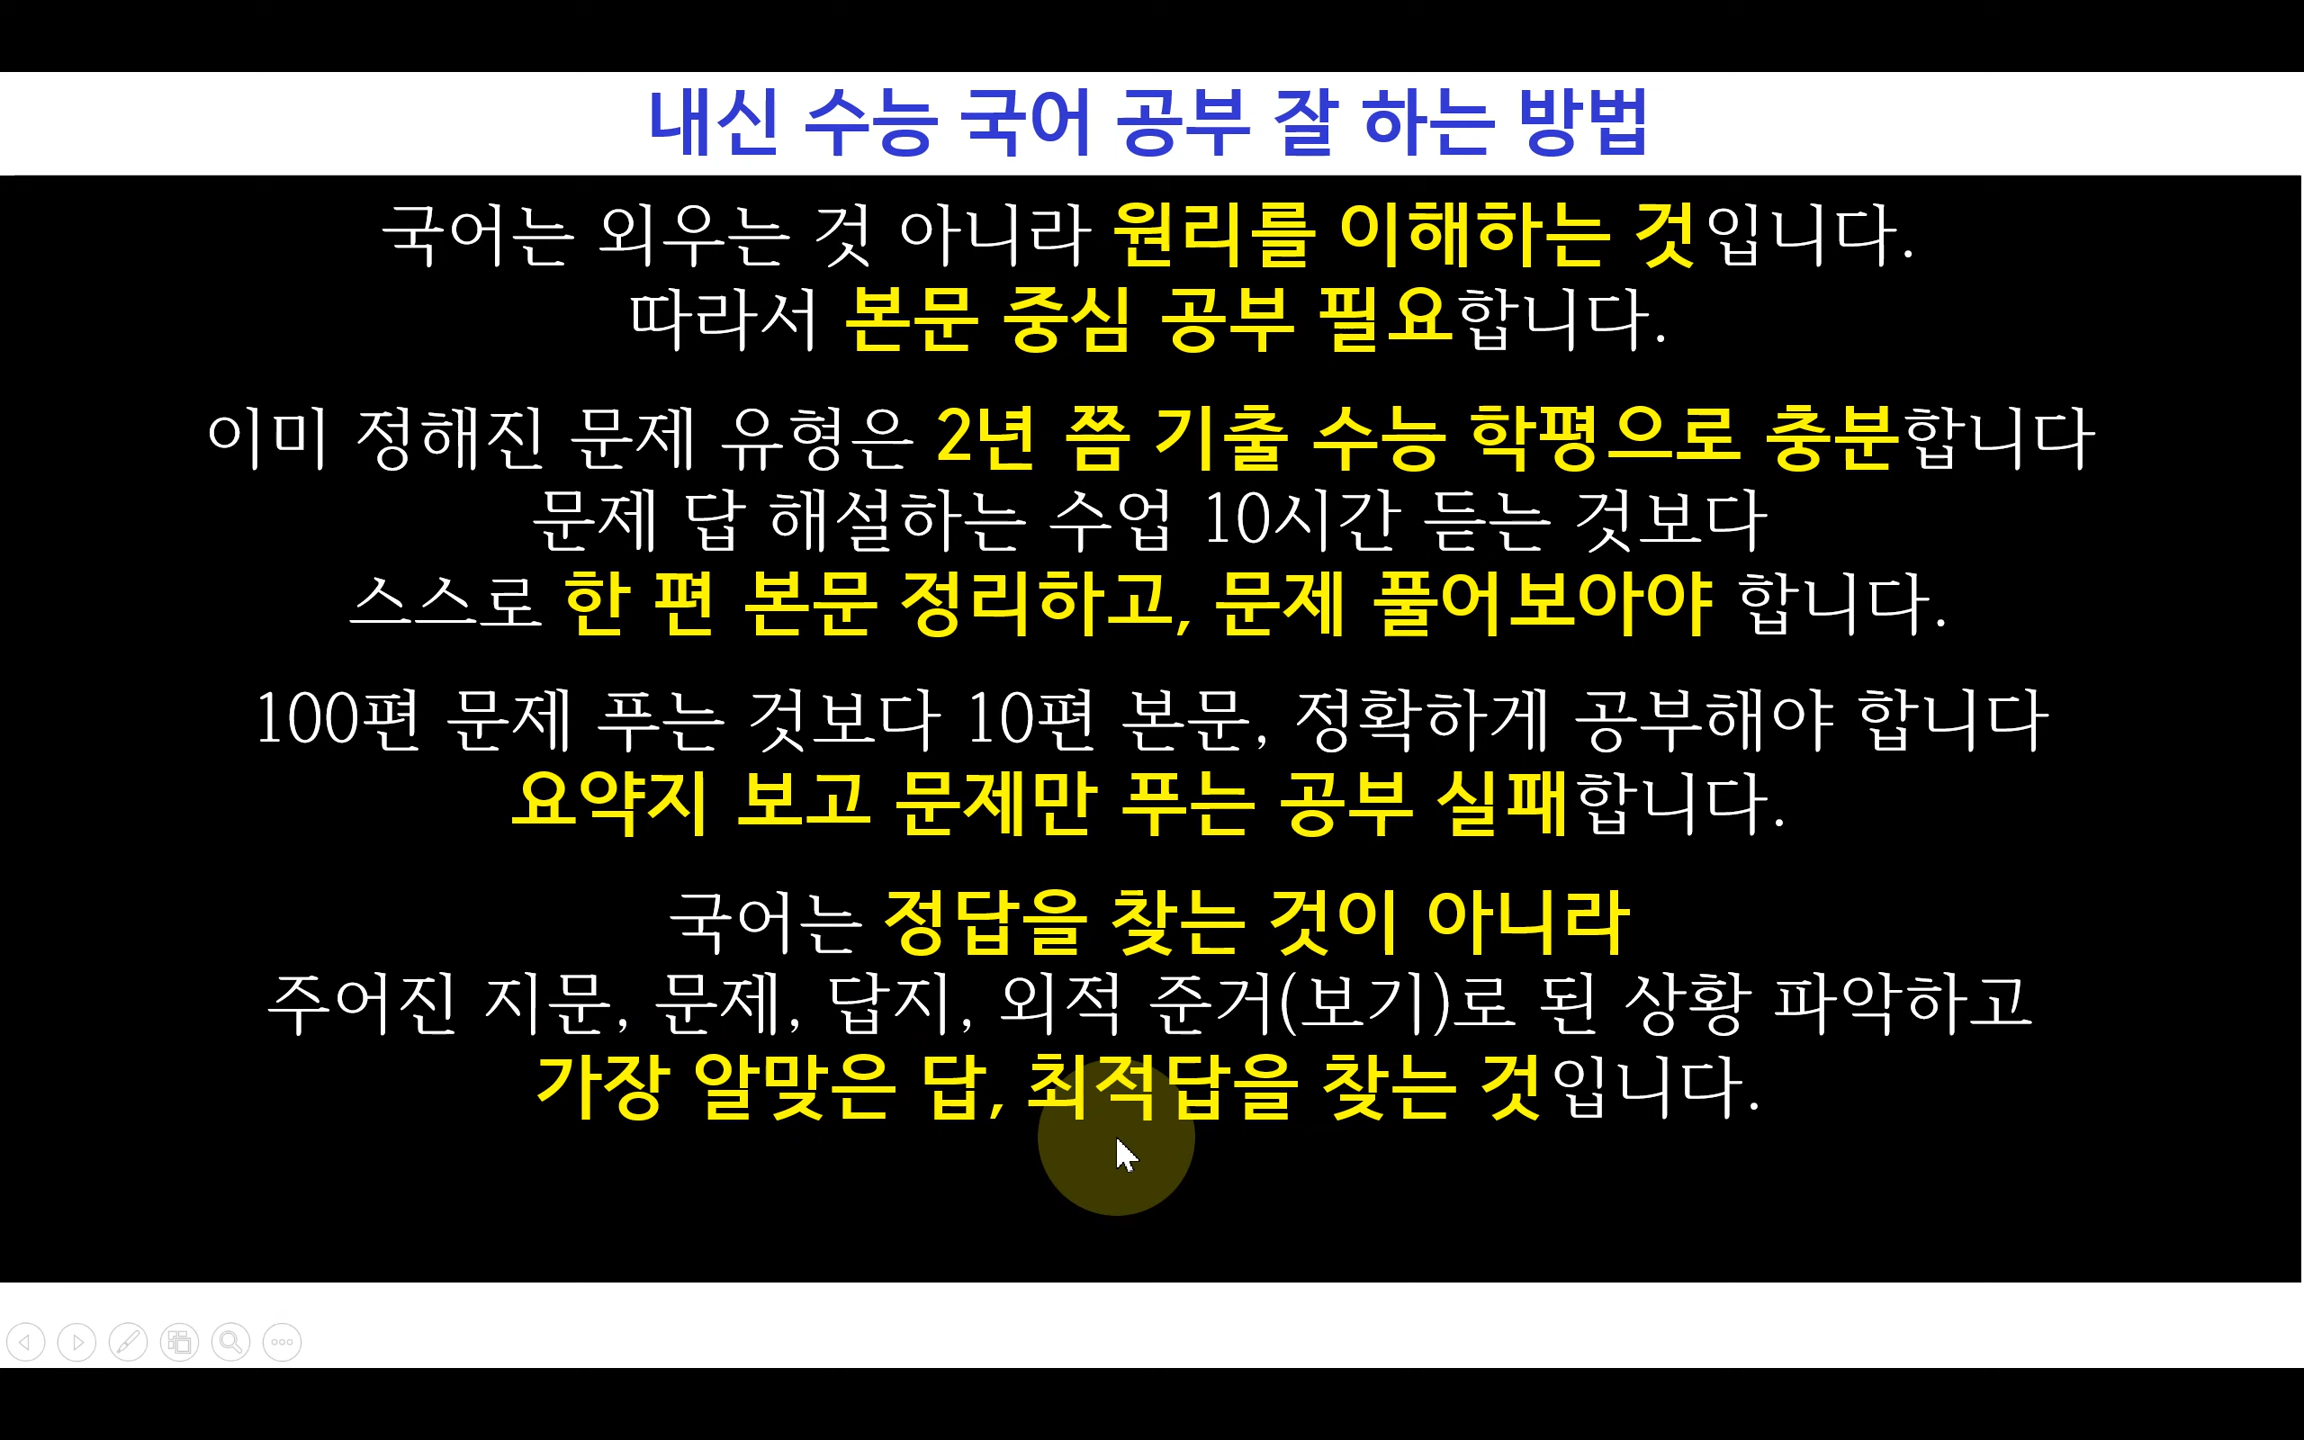 내신 수능 국어 공부 잘 하는 방법
국어는 외우는 것 아니라 원리를 이해하는 것입니다.
따라서 본문 중심 공부 필요합니다.
이미 정해진 문제 유형은 2년 쯤 기출 수능 학평으로 충분합니다
문제 답 해설하는 수업 10시간 듣는 것보다
스스로 한 편 본문 정리하고, 문제 풀어보아야 합니다.
100편 문제 푸는 것보다 10편 본문, 정확하게 공부해야 합니다
요약지 보고 문제만 푸는 공부 실패합니다.
국어는 정답을 찾는 것이 아니라
주어진 지문, 문제, 답지, 외적 준거(보기)로 된 상황 파악하고
가장 알맞은 답, 최적답을 찾는 것입니다.